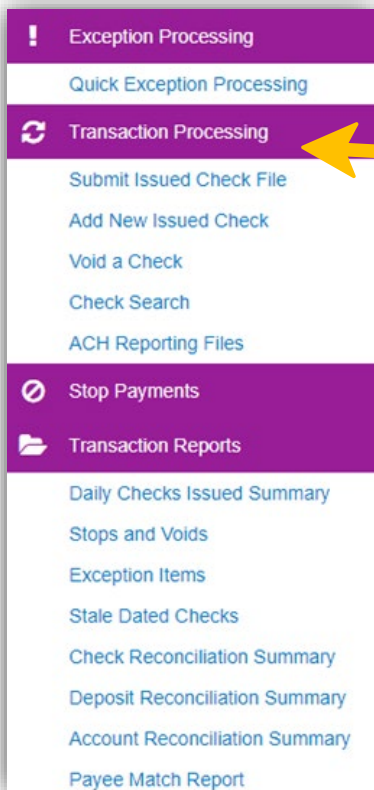 Exception Processing
Quick Exception Processing
Transaction Processing
Submit Issued Check File
Add New Issued Check
Void a Check
Check Search
ACH Reporting Files
Stop Payments
Transaction Reports
Daily Checks Issued Summary
Stops and Voids
Exception Items
Stale Dated Checks
Check Reconciliation Summary
Deposit Reconciliation Summary
Account Reconciliation Summary
Payee Match Report